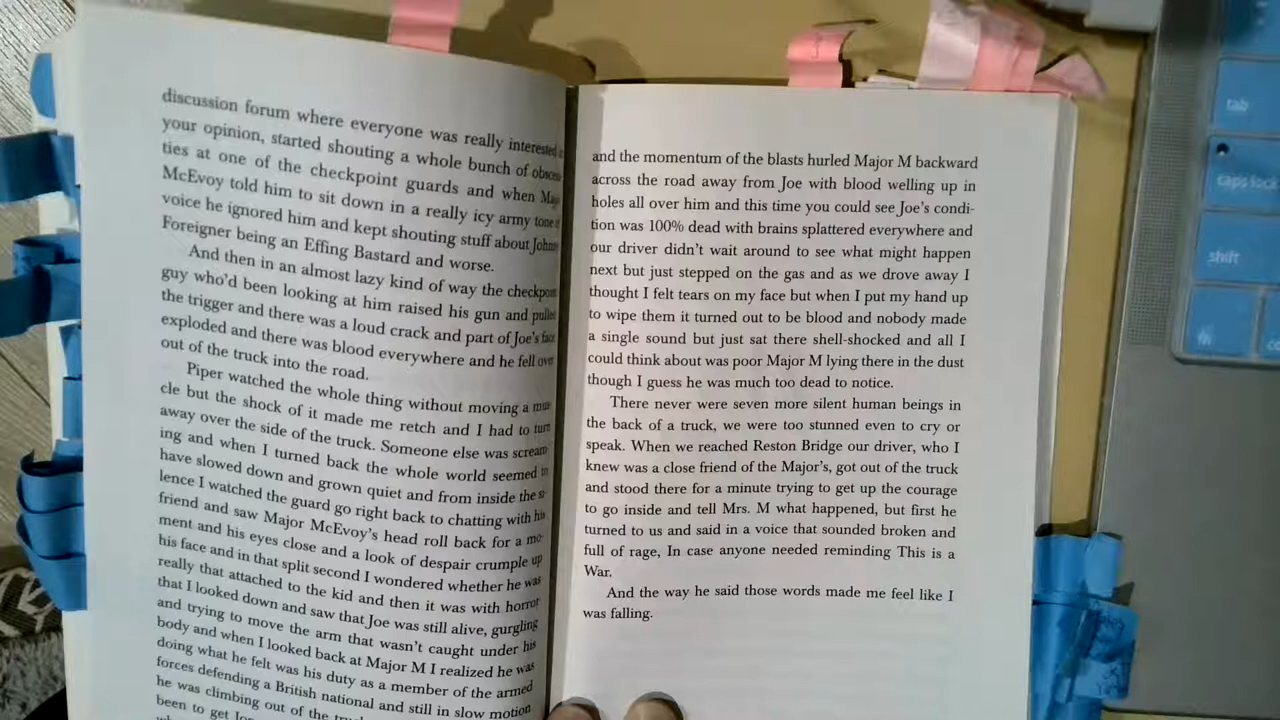 discussion forum where everyone was really interested
your opinion, started shouting a whole bunch of obsce-
ties at one of the checkpoint guards and when Maj
McEvoy told him to sit down in a really icy army tone
voice he ignored him and kept shouting stuff about Johnn
Foreigner being an Effing Bastard and worse.
And then in an almost lazy kind of way the checkpoint
guy who'd been looking at him raised his gun and pulled
the trigger and there was a loud crack and part of Joe's face
exploded and there was blood everywhere and he fell over
out of the truck into the road.
Piper watched the whole thing without moving a mus-
cle but the shock of it made me retch and I had to turn
away over the side of the truck. Someone else was scream-
ing and when I turned back the whole world seemed to
have slowed down and grown quiet and from inside the si-
lence I watched the guard go right back to chatting with his
friend and saw Major McEvoy's head roll back for a mo-
ment and his eyes close and a look of despair crumple up
his face and in that split second I wondered whether he was
really that attached to the kid and then it was with horror
that I looked down and saw that Joe was still alive, gurgling
and trying to move the arm that wasn't caught under his
body and when I looked back at Major M I realized he was
doing what he felt was his duty as a member of the armed
forces defending a British national and still in slow motion
he was climbing out of the
been to get
and the momentum of the blasts hurled Major M backward
across the road away from Joe with blood welling up in
holes all over him and this time you could see Joe's condi-
tion was 100% dead with brains splattered everywhere and
our driver didn't wait around to see what might happen
next but just stepped on the gas and as we drove away I
thought I felt tears on my face but when I put my hand up
to wipe them it turned out to be blood and nobody made
a single sound but just sat there shell-shocked and all I
could think about was poor Major M lying there in the dust
though I guess he was much too dead to notice.
There never were seven more silent human beings in
the back of a truck, we were too stunned even to cry or
speak. When we reached Reston Bridge our driver, who I
knew was a close friend of the Major's, got out of the truck
and stood there for a minute trying to get up the courage
to go inside and tell Mrs. M what happened, but first he
turned to us and said in a voice that sounded broken and
full of rage, In case anyone needed reminding This is a
War.
And the way he said those words made me feel like I
was falling.
tab
caps lock
shift
fn